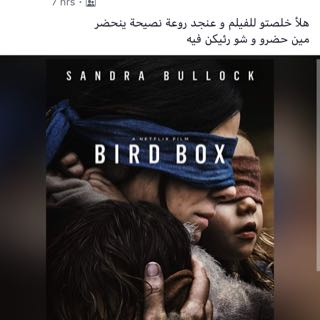 7 hrs ·
هلأ خلصتو للفيلم و عنجد روعة نصيحة ينحضر
مين حضرو و شو رئيكن فيه
SANDRA BULLOCK
A NETFLIX FILM
BIRD BOX